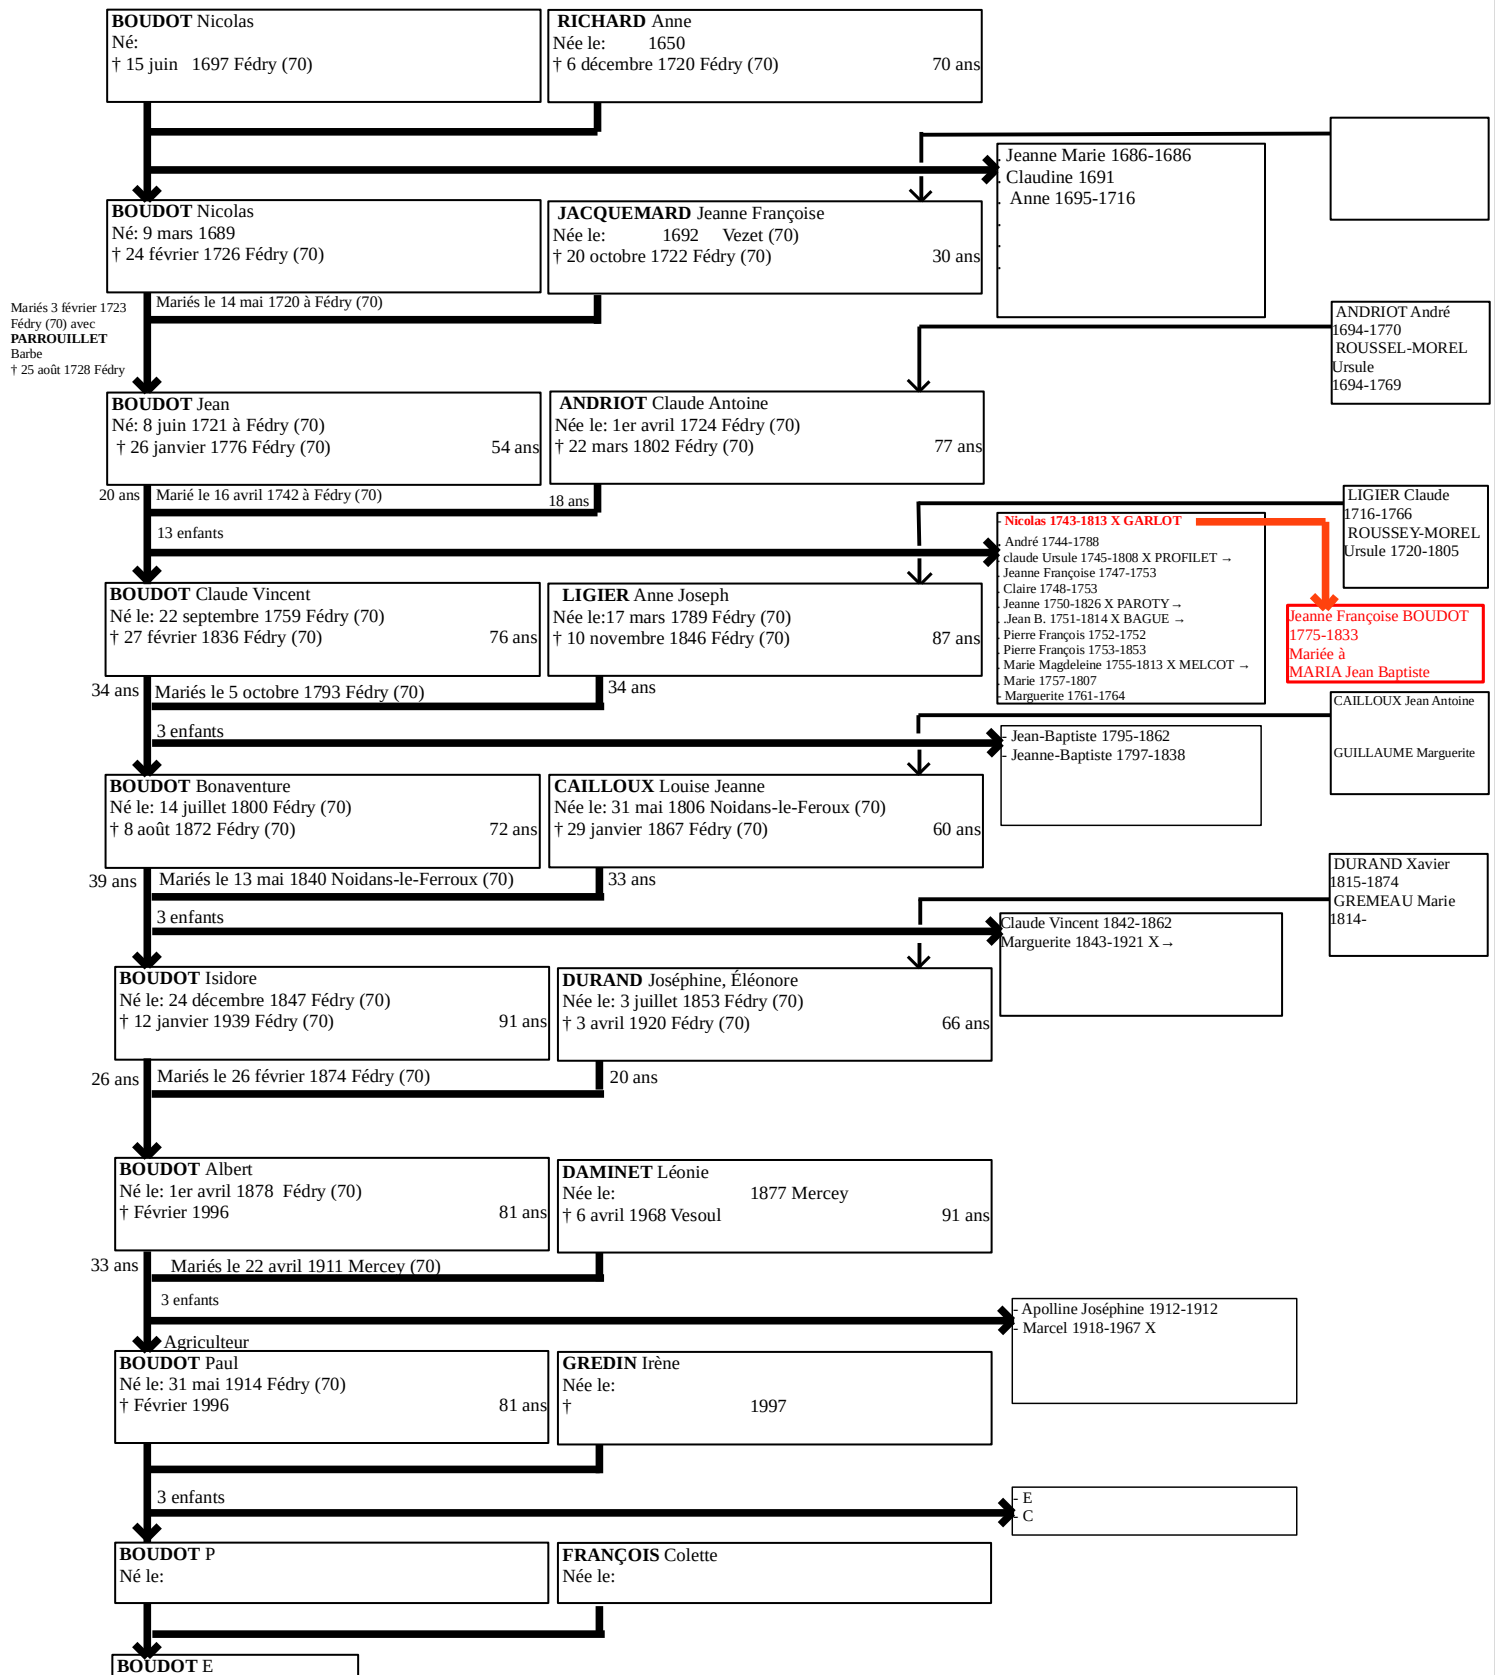 BOUDOT Nicolas
Né:
† 15 juin 1697 Fédry (70)
RICHARD Anne
Née le: 1650
† 6 décembre 1720 Fédry (70) 70 ans
. Jeanne Marie 1686-1686
. Claudine 1691
. Anne 1695-1716
.
.
.
BOUDOT Nicolas
Né: 9 mars 1689
† 24 février 1726 Fédry (70)
JACQUEMARD Jeanne Françoise
Née le: 1692 Vezet (70)
† 20 octobre 1722 Fédry (70) 30 ans
Mariés 3 février 1723
Fédry (70) avec
PARROUILLET
Barbe
† 25 août 1728 Fédry
Mariés le 14 mai 1720 à Fédry (70)
ANDRIOT André
1694-1770
ROUSSEL-MOREL
Ursule
1694-1769
BOUDOT Jean
Né: 8 juin 1721 à Fédry (70)
† 26 janvier 1776 Fédry (70) 54 ans
ANDRIOT Claude Antoine
Née le: 1er avril 1724 Fédry (70)
† 22 mars 1802 Fédry (70) 77 ans
20 ans
Marié le 16 avril 1742 à Fédry (70)
18 ans
13 enfants
LIGIER Claude
1716-1766
ROUSSEY-MOREL
Ursule 1720-1805
- Nicolas 1743-1813 X GARLOT
. André 1744-1788
. claude Ursule 1745-1808 X PROFILET →
. Jeanne Françoise 1747-1753
. Claire 1748-1753
. Jeanne 1750-1826 X PAROTY→
. .Jean B. 1751-1814 X BAGUE →
. Pierre François 1752-1752
. Pierre François 1753-1853
. Marie Magdeleine 1755-1813 X MELCOT →
. Marie 1757-1807
- Marguerite 1761-1764
Jeanne Françoise BOUDOT
1775-1833
Mariée à
MARIA Jean Baptiste
BOUDOT Claude Vincent
Né le: 22 septembre 1759 Fédry (70)
† 27 février 1836 Fédry (70) 76 ans
LIGIER Anne Joseph
Née le:17 mars 1789 Fédry (70)
† 10 novembre 1846 Fédry (70) 87 ans
34 ans
Mariés le 5 octobre 1793 Fédry (70)
34 ans
3 enfants
CAILLOUX Jean Antoine
GUILLAUME Marguerite
- Jean-Baptiste 1795-1862
- Jeanne-Baptiste 1797-1838
BOUDOT Bonaventure
Né le: 14 juillet 1800 Fédry (70)
† 8 août 1872 Fédry (70) 72 ans
CAILLOUX Louise Jeanne
Née le: 31 mai 1806 Noidans-le-Feroux (70)
† 29 janvier 1867 Fédry (70) 60 ans
39 ans
Mariés le 13 mai 1840 Noidans-le-Ferroux (70)
33 ans
3 enfants
DURAND Xavier
1815-1874
GREMEAU Marie
1814-
Claude Vincent 1842-1862
Marguerite 1843-1921 X→
BOUDOT Isidore
Né le: 24 décembre 1847 Fédry (70)
† 12 janvier 1939 Fédry (70) 91 ans
DURAND Joséphine, Éléonore
Née le: 3 juillet 1853 Fédry (70)
† 3 avril 1920 Fédry (70) 66 ans
26 ans
Mariés le 26 février 1874 Fédry (70)
20 ans
BOUDOT Albert
Né le: 1er avril 1878 Fédry (70)
† Février 1996 81 ans
DAMINET Léonie
Née le: 1877 Mercey
† 6 avril 1968 Vesoul 91 ans
33 ans
Mariés le 22 avril 1911 Mercey (70)
3 enfants
- Apolline Joséphine 1912-1912
- Marcel 1918-1967 X
Agriculteur
BOUDOT Paul
Né le: 31 mai 1914 Fédry (70)
† Février 1996 81 ans
GREDIN Irène
Née le:
† 1997
3 enfants
- E
- C
BOUDOT P
Né le:
FRANÇOIS Colette
Née le:
BOUDOT E